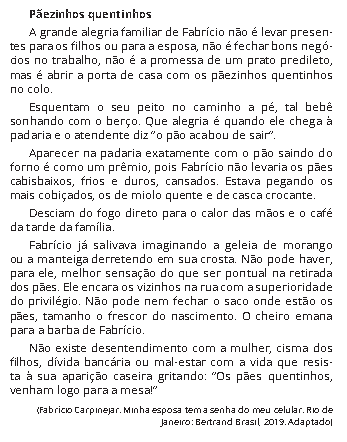 Pãezinhos quentinhos
A grande alegria familiar de Fabrício não é levar presen-
tes para os filhos ou para a esposa, não é fechar bons negó-
cios no trabalho, não é a promessa de um prato predileto,
mas é abrir a porta de casa com os pãezinhos quentinhos
no colo.
Esquentam o seu peito no caminho a pé, tal bebê
sonhando com o berço. Que alegria é quando ele chega à
padaria e o atendente diz “o pão acabou de sair”.
Aparecer na padaria exatamente com o pão saindo do
forno é como um prêmio, pois Fabrício não levaria os pães
cabisbaixos, frios e duros, cansados. Estava pegando os
mais cobiçados, os de miolo quente e de casca crocante.
Desciam do fogo direto para o calor das mãos e o café
da tarde da família.
Fabrício já salivava imaginando a geleia de morango
ou a manteiga derretendo em sua crosta. Não pode haver,
para ele, melhor sensação do que ser pontual na retirada
dos pães. Ele encara os vizinhos na rua com a superioridade
do privilégio. Não pode nem fechar o saco onde estão os
pães, tamanho o frescor do nascimento. O cheiro emana
para a barba de Fabrício.
Não existe desentendimento com a mulher, cisma dos
filhos, dívida bancária ou mal-estar com a vida que resis-
ta à sua aparição caseira gritando: “Os pães quentinhos,
venham logo para a mesa!”
(Fabrício Carpinejar. Minha esposa tem a senha do meu celular. Rio de
Janeiro: Bertrand Brasil, 2019. Adaptado)